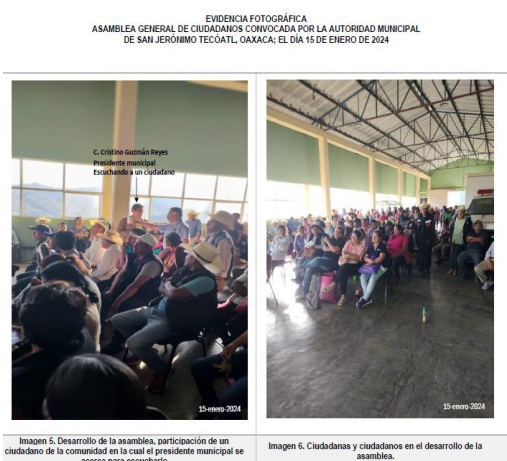 EVIDENCIA FOTOGRÁFICA
ASAMBLEA GENERAL DE CIUDADANOS CONVOCADA POR LA AUTORIDAD MUNICIPAL
DE SAN JERÓNIMO TECÓATL, OAXACA; EL DÍA 15 DE ENERO DE 2024
C. Cristino Guzmán Reyes
Presidente municipal
Escuchando a un ciudadano
15-enero-2024
15-enero-2024
Imagen 5. Desarrollo de la asamblea, participación de un
ciudadano de la comunidad en la cual el presidente municipal se
acerca para escucharlo.
Imagen 6. Ciudadanas y ciudadanos en el desarrollo de la
asamblea.